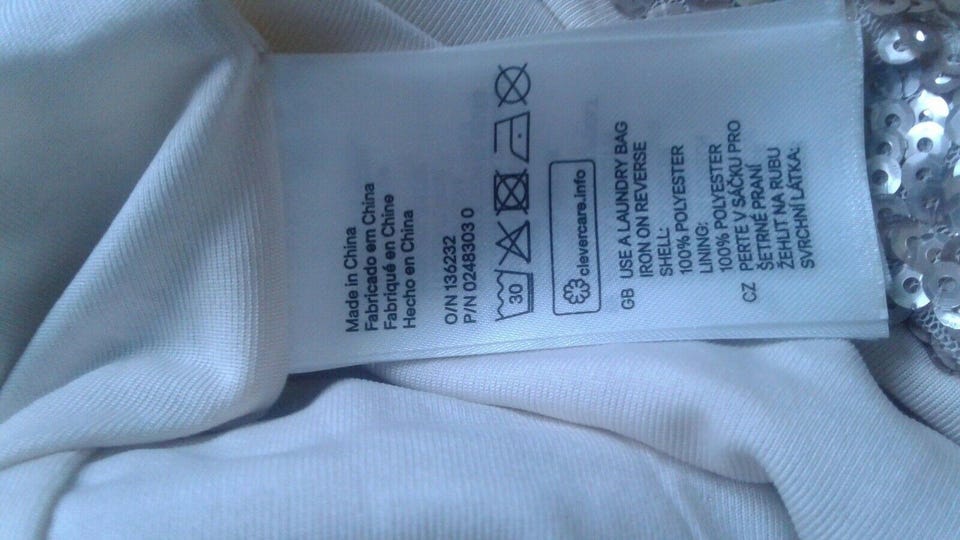 Made in China
Fabricado em China
Fabriqué en Chine
Hecho en China
O/N 136232
P/N 0248303 0
30
clevercare.info
GB USE A LAUNDRY BAG
IRON ON REVERSE
SHELL:
100% POLYESTER
LINING:
100% POLYESTER
CZ PERTE V SÁČKU PRO
ŠETRNÉ PRANÍ
ŽEHLIT NA RUBU
SVRCHNÍ LÁTKA: